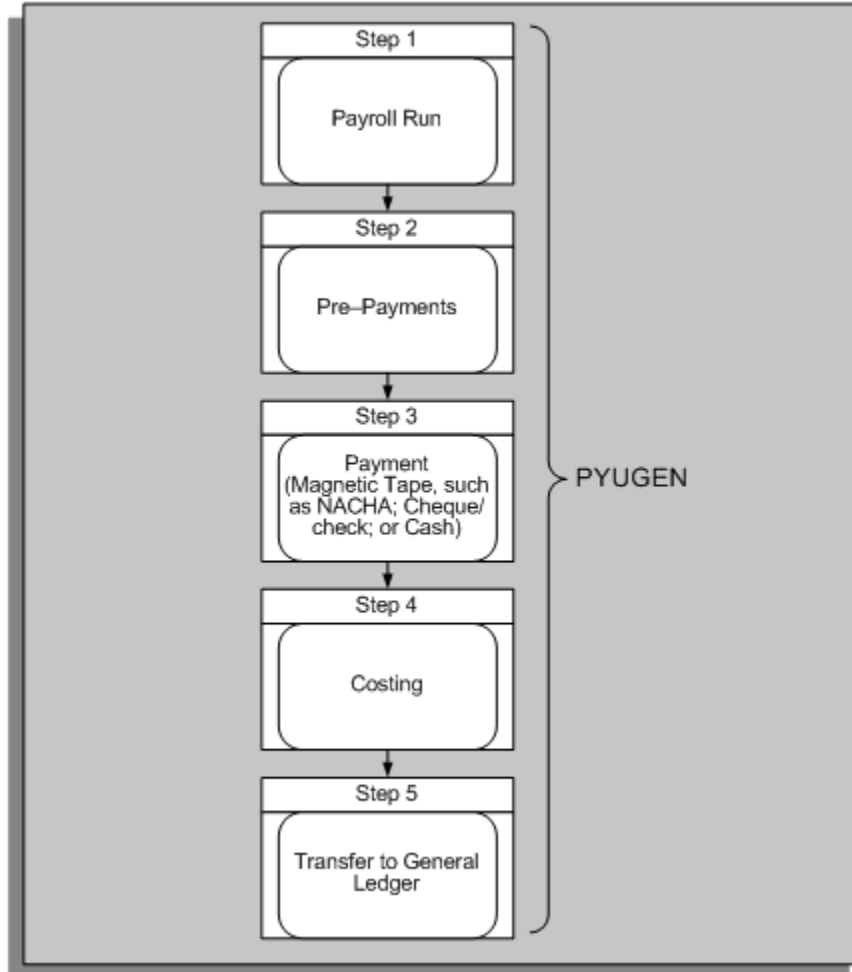 Step 1
Payroll Run
Step 2
Pre–Payments
Step 3
Payment
(Magnetic Tape, such
as NACHA; Cheque/
check; or Cash)
PYUGEN
Step 4
Costing
Step 5
Transfer to General
Ledger